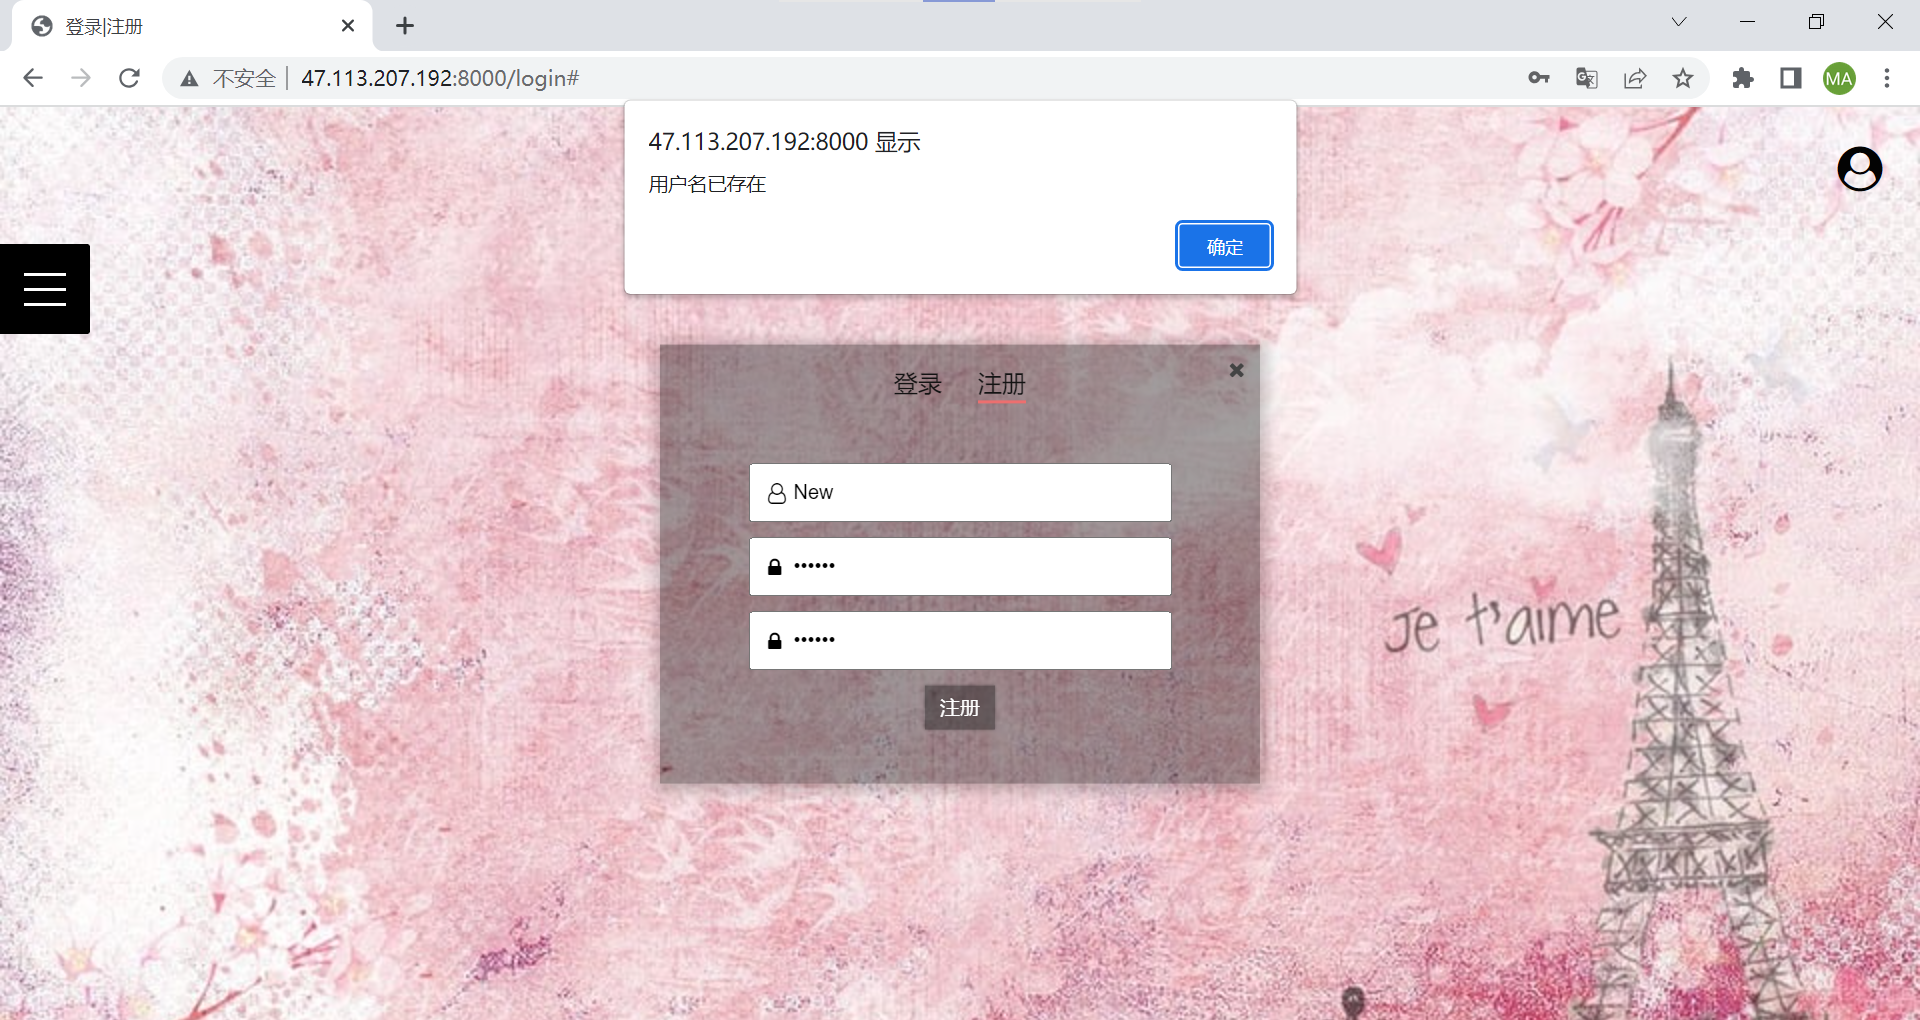 登录|注册
不安全 47.113.207.192:8000/login#
MA
47.113.207.192:8000 显示
用户名已存在
确定
登录 注册
New
••••••
••••••
注册
Je t'aime